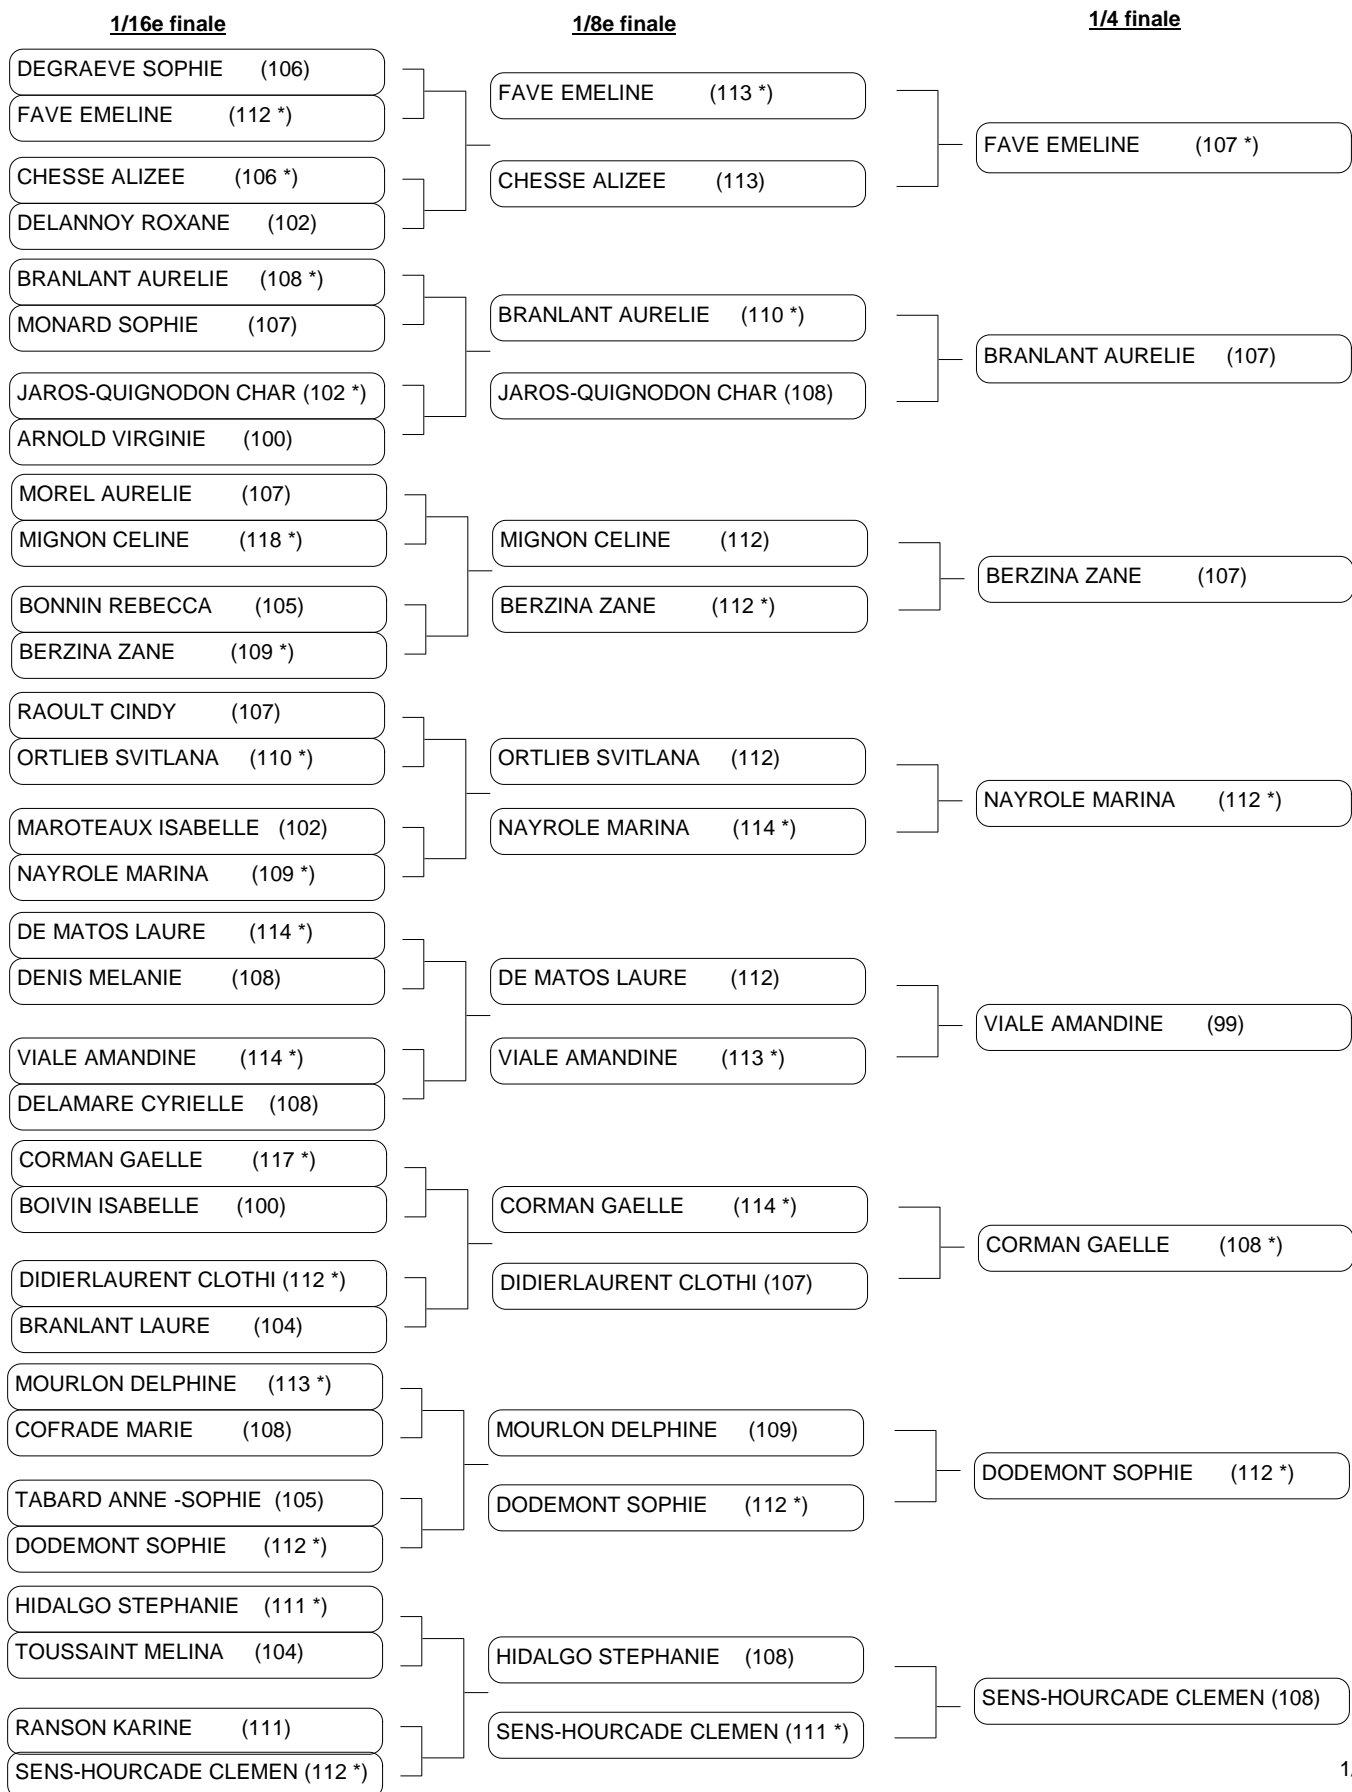 1/16e finale
DEGRAEVE SOPHIE (106)
FAVE EMELINE (112 *)
CHESSE ALIZEE (106 *)
DELANNOY ROXANE (102)
BRANLANT AURELIE (108 *)
MONARD SOPHIE (107)
JAROS-QUIGNODON CHAR (102 *)
ARNOLD VIRGINIE (100)
MOREL AURELIE (107)
MIGNON CELINE (118 *)
BONNIN REBECCA (105)
BERZINA ZANE (109 *)
RAOULT CINDY (107)
ORTLIEB SVITLANA (110 *)
MAROTEAUX ISABELLE (102)
NAYROLE MARINA (109 *)
DE MATOS LAURE (114 *)
DENIS MELANIE (108)
VIALE AMANDINE (114 *)
DELAMARE CYRIELLE (108)
CORMAN GAELLE (117 *)
BOIVIN ISABELLE (100)
DIDIERLAURENT CLOTHI (112 *)
BRANLANT LAURE (104)
MOURLON DELPHINE (113 *)
COFRADE MARIE (108)
TABARD ANNE -SOPHIE (105)
DODEMONT SOPHIE (112 *)
HIDALGO STEPHANIE (111 *)
TOUSSAINT MELINA (104)
RANSON KARINE (111)
SENS-HOURCADE CLEMEN (112 *)
1/8e finale
FAVE EMELINE (113 *)
CHESSE ALIZEE (113)
BRANLANT AURELIE (110 *)
JAROS-QUIGNODON CHAR (108)
MIGNON CELINE (112)
BERZINA ZANE (112 *)
ORTLIEB SVITLANA (112)
NAYROLE MARINA (114 *)
DE MATOS LAURE (112)
VIALE AMANDINE (113 *)
CORMAN GAELLE (114 *)
DIDIERLAURENT CLOTHI (107)
MOURLON DELPHINE (109)
DODEMONT SOPHIE (112 *)
HIDALGO STEPHANIE (108)
SENS-HOURCADE CLEMEN (111 *)
1/4 finale
FAVE EMELINE (107 *)
BRANLANT AURELIE (107)
BERZINA ZANE (107)
NAYROLE MARINA (112 *)
VIALE AMANDINE (99)
CORMAN GAELLE (108 *)
DODEMONT SOPHIE (112 *)
SENS-HOURCADE CLEMEN (108)
1/